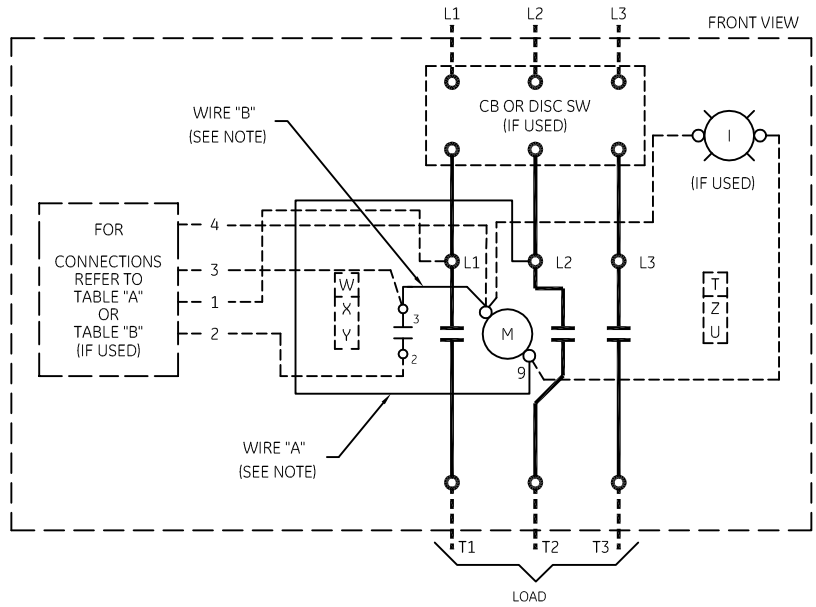 L1 L2 L3
FRONT VIEW
CB OR DISC SW
(IF USED)
WIRE "B"
(SEE NOTE)
I
(IF USED)
FOR
CONNECTIONS
REFER TO
TABLE "A"
OR
TABLE "B"
(IF USED)
4
3
1
2
L1 L2 L3
W
X
Y
3
2
M
9
T
Z
U
WIRE "A"
(SEE NOTE)
T1 T2 T3
LOAD